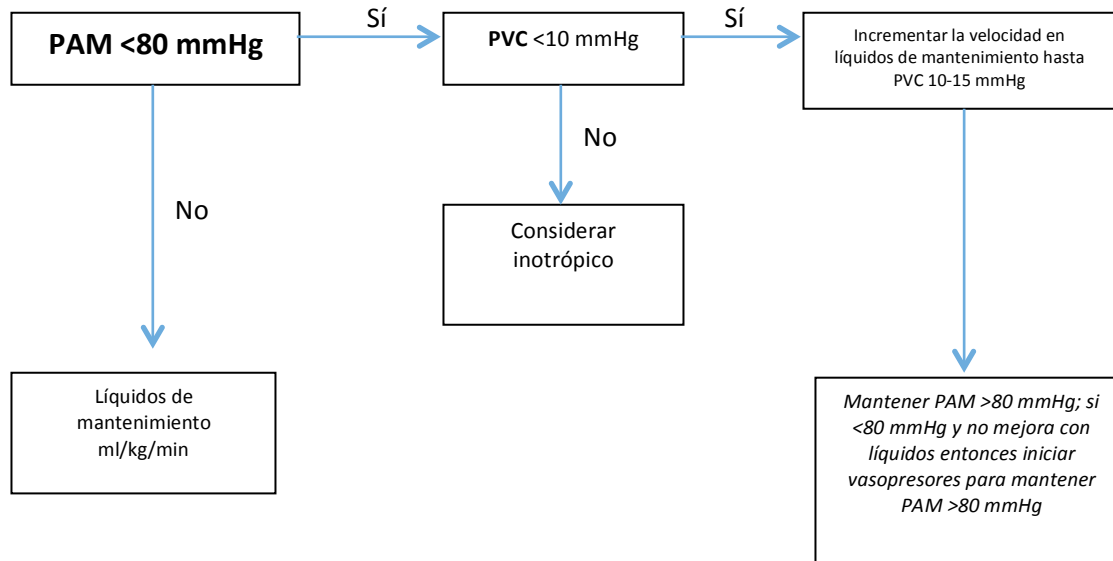 PAM <80 mmHg
Sí
PVC <10 mmHg
Sí
Incrementar la velocidad en
líquidos de mantenimiento hasta
PVC 10-15 mmHg
No
No
Considerar
inotrópico
Líquidos de
mantenimiento
ml/kg/min
Mantener PAM >80 mmHg; si
<80 mmHg y no mejora con
líquidos entonces iniciar
vasopresores para mantener
PAM >80 mmHg